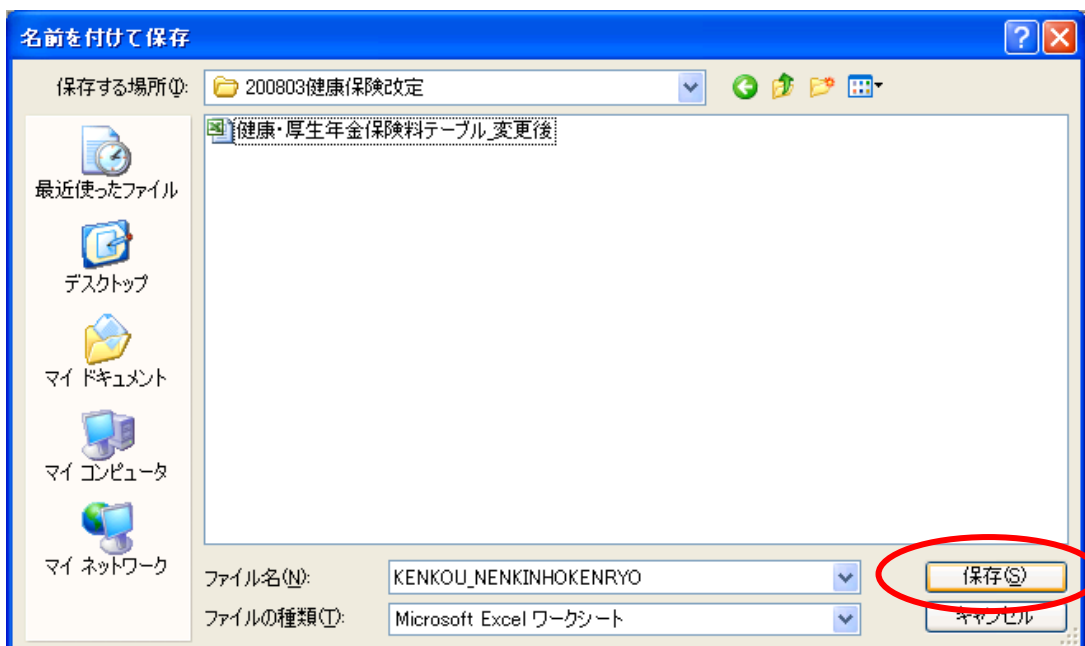 名前を付けて保存
保存する場所(I):
200803健康保険改定
健康・厚生年金保険料テーブル_変更後
最近使ったファイル
デスクトップ
マイ ドキュメント
マイ コンピュータ
マイ ネットワーク
ファイル名(N):
KENKOU_NENKINHOKENRYO
保存(S)
ファイルの種類(T):
Microsoft Excel ワークシート
キャンセル